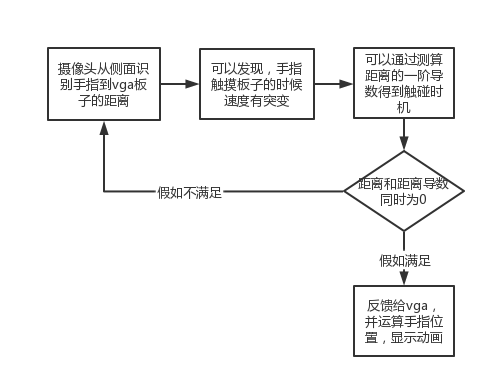 摄像头从侧面识
别手指到vga板
子的距离
可以发现，手指
触摸板子的时候
速度有突变
可以通过测算
距离的一阶导
数得到触碰时
机
距离和距离导数
同时为0
假如不满足
假如满足
反馈给vga，
并运算手指位
置，显示动画